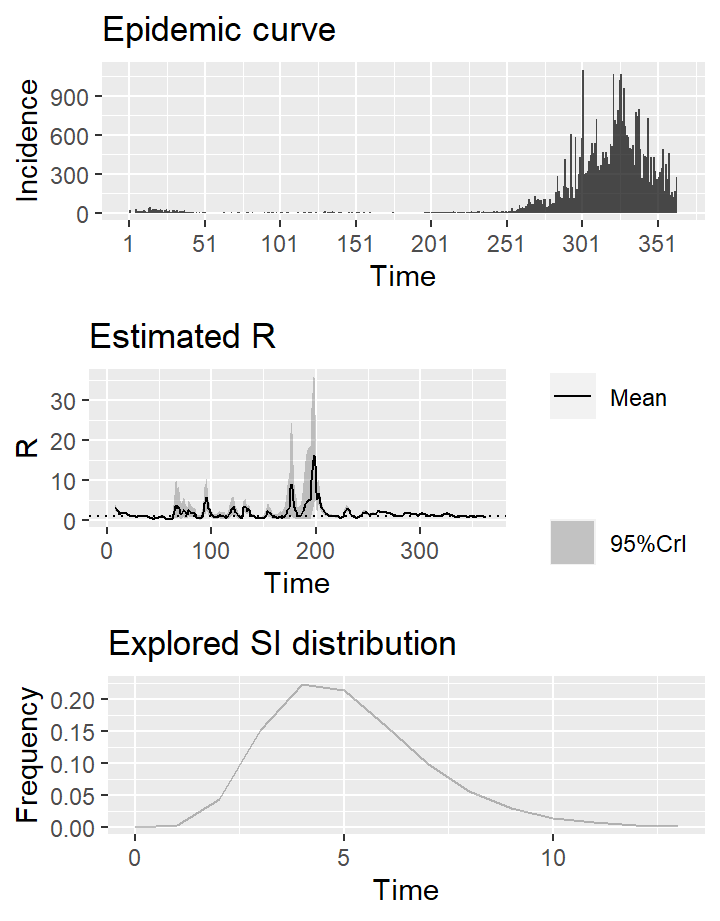 Epidemic curve
Incidence
900
600
300
0
1 51 101 151 201 251 301 351
Time
Estimated R
R
30
20
10
0
0 100 200 300
Time
Mean
95%CrI
Explored SI distribution
Frequency
0.20
0.15
0.10
0.05
0.00
0 5 10
Time